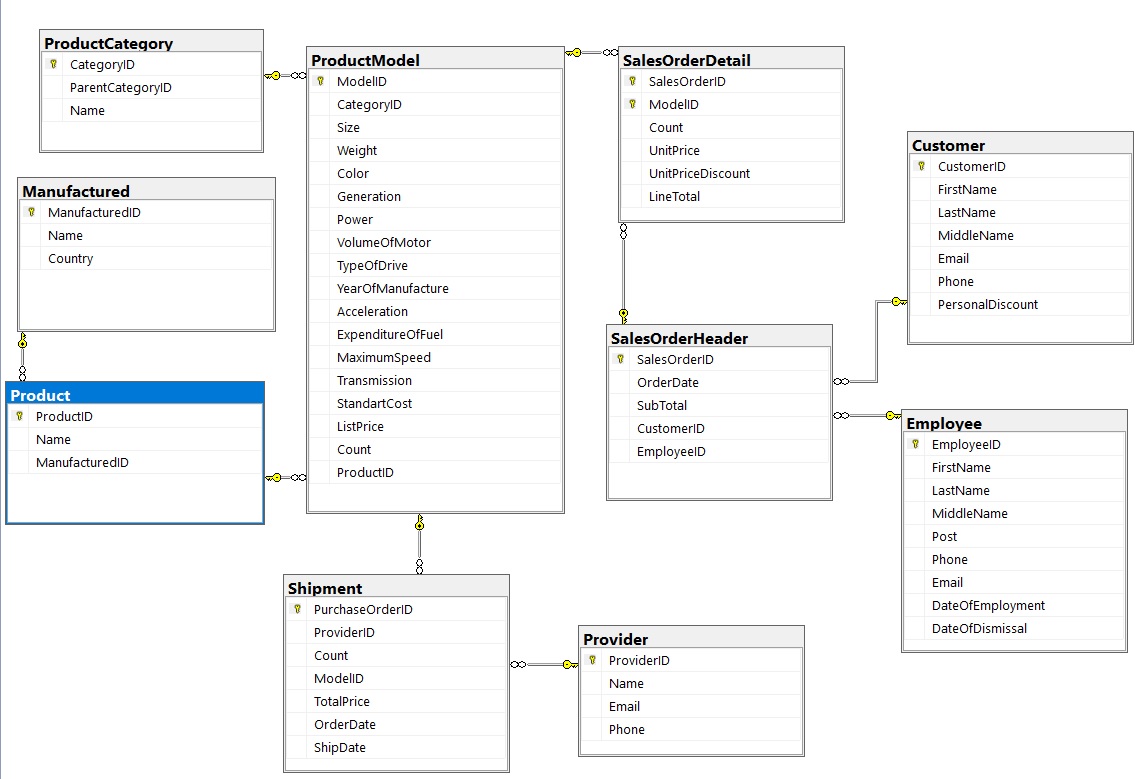 ProductCategory
CategoryID
ParentCategoryID
Name
Manufactured
ManufacturedID
Name
Country
Product
ProductID
Name
ManufacturedID
ProductModel
ModelID
CategoryID
Size
Weight
Color
Generation
Power
VolumeOfMotor
TypeOfDrive
YearOfManufacture
Acceleration
ExpenditureOfFuel
MaximumSpeed
Transmission
StandartCost
ListPrice
Count
ProductID
Shipment
PurchaseOrderID
ProviderID
Count
ModelID
TotalPrice
OrderDate
ShipDate
SalesOrderDetail
SalesOrderID
ModelID
Count
UnitPrice
UnitPriceDiscount
LineTotal
SalesOrderHeader
SalesOrderID
OrderDate
SubTotal
CustomerID
EmployeeID
Provider
ProviderID
Name
Email
Phone
Customer
CustomerID
FirstName
LastName
MiddleName
Email
Phone
PersonalDiscount
Employee
EmployeeID
FirstName
LastName
MiddleName
Post
Phone
Email
DateOfEmployment
DateOfDismissal